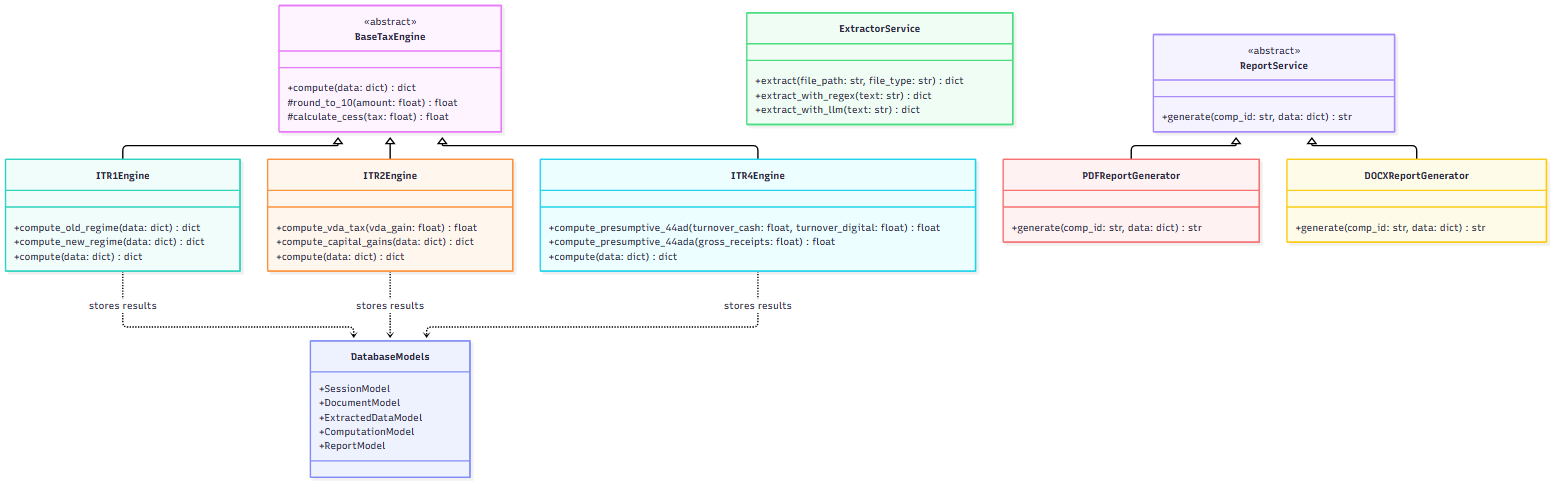 «abstract»
BaseTaxEngine
+compute(data: dict) : dict
#round_to_10(amount: float) : float
#calculate_cess(tax: float) : float
ExtractorService
+extract(file_path: str, file_type: str) : dict
+extract_with_regex(text: str) : dict
+extract_with_llm(text: str) : dict
«abstract»
ReportService
+generate(comp_id: str, data: dict) : str
ITR1Engine
+compute_old_regime(data: dict) : dict
+compute_new_regime(data: dict) : dict
+compute(data: dict) : dict
ITR2Engine
+compute_vda_tax(vda_gain: float) : float
+compute_capital_gains(data: dict) : dict
+compute(data: dict) : dict
ITR4Engine
+compute_presumptive_44ad(turnover_cash: float, turnover_digital: float) : float
+compute_presumptive_44ada(gross_receipts: float) : float
+compute(data: dict) : dict
PDFReportGenerator
+generate(comp_id: str, data: dict) : str
DOCXReportGenerator
+generate(comp_id: str, data: dict) : str
stores results
stores results
stores results
DatabaseModels
+SessionModel
+DocumentModel
+ExtractedDataModel
+ComputationModel
+ReportModel